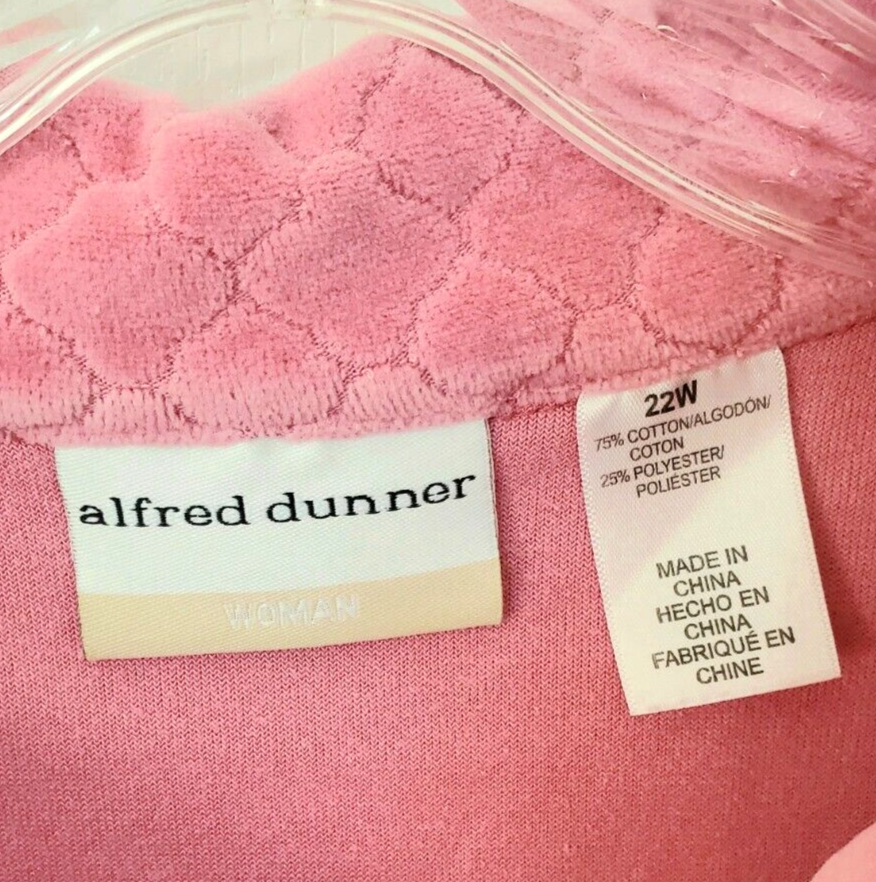 alfred dunner
WOMAN
22W
75% COTTON/ALGODÓN/
COTON
25% POLYESTER/
POLIÉSTER
MADE IN
CHINA
HECHO EN
CHINA
FABRIQUÉ EN
CHINE